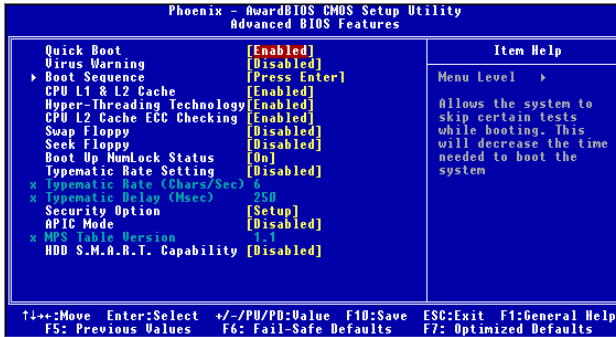 Phoenix - AwardBIOS CMOS Setup Utility
Advanced BIOS Features
Quick Boot [Enabled]
Virus Warning [Disabled]
Boot Sequence [Press Enter]
CPU L1 & L2 Cache [Enabled]
Hyper-Threading Technology[Enabled]
CPU L2 Cache ECC Checking [Enabled]
Swap Floppy [Disabled]
Seek Floppy [Disabled]
Boot Up NumLock Status [On]
Typematic Rate Setting [Disabled]
x Typematic Rate (Chars/Sec) 6
x Typematic Delay (Msec) 250
Security Option [Setup]
APIC Mode [Disabled]
x MPS Table Version 1.1
HDD S.M.A.R.T. Capability [Disabled]
Item Help
Menu Level
Allows the system to
skip certain tests
while booting. This
will decrease the time
needed to boot the
system
↑↓→←:Move Enter:Select +/-/PU/PD:Value F10:Save ESC:Exit F1:General Help
F5: Previous Values F6: Fail-Safe Defaults F7: Optimized Defaults